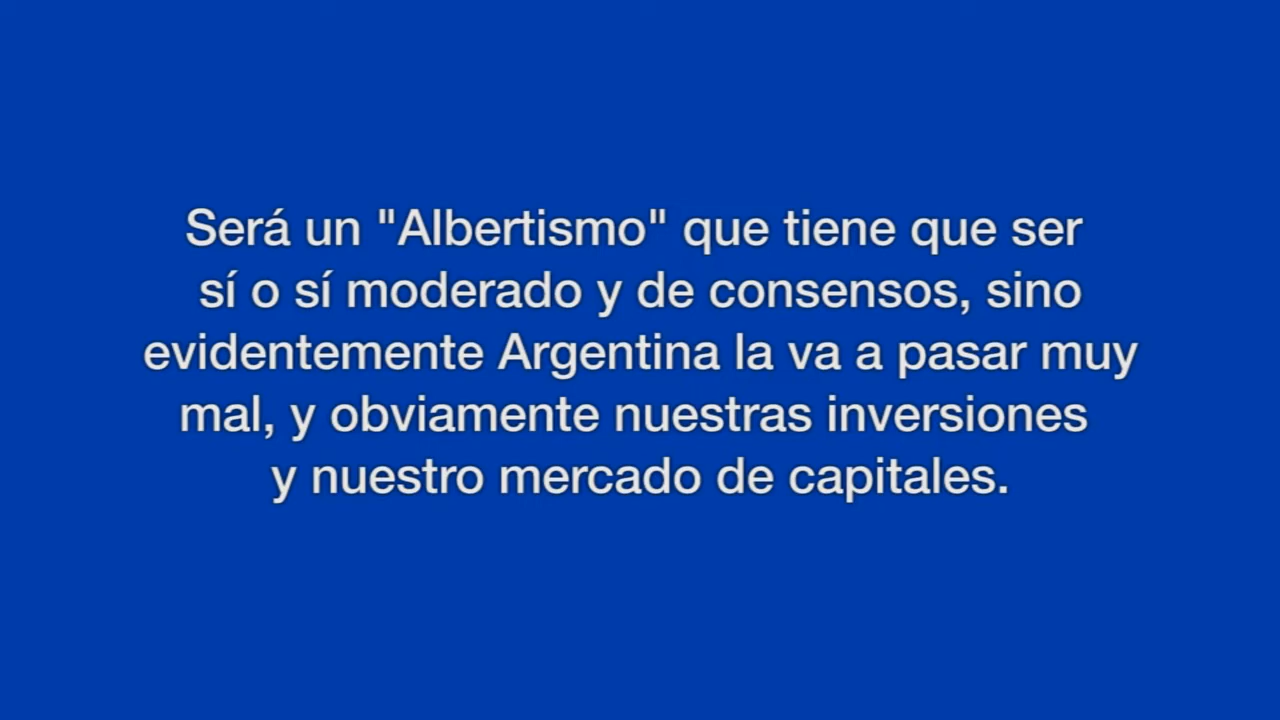 Será un "Albertismo" que tiene que ser
sí o sí moderado y de consensos, sino
evidentemente Argentina la va a pasar muy
mal, y obviamente nuestras inversiones
y nuestro mercado de capitales.